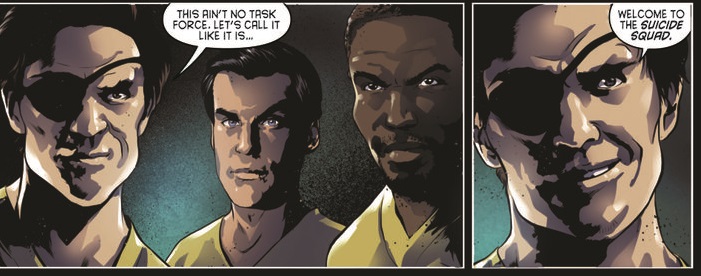 THIS AIN'T NO TASK
FORCE. LET'S CALL IT
LIKE IT IS...
WELCOME TO
THE SUICIDE
SQUAD.